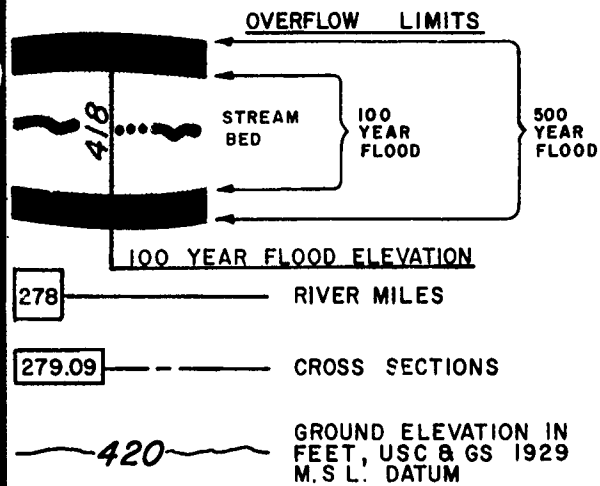 OVERFLOW LIMITS
418
STREAM
BED
100
YEAR
FLOOD
500
YEAR
FLOOD
100 YEAR FLOOD ELEVATION
278
RIVER MILES
279.09
CROSS SECTIONS
420
GROUND ELEVATION IN
FEET, USC & GS 1929
M.S L. DATUM